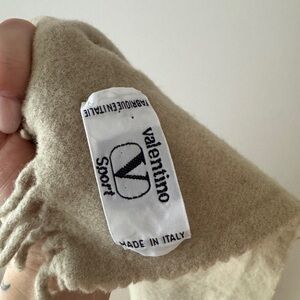 FABRIQUE EN ITALIE
valentino
V
Sport
MADE IN ITALY